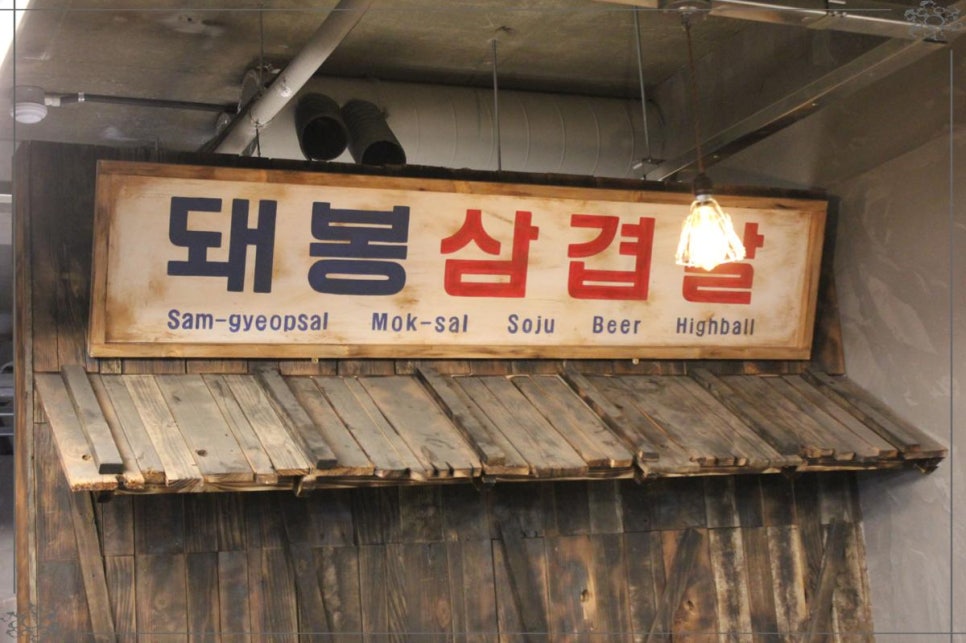 돼봉 삼겹살
Sam-gyeopsal Mok-sal Soju Beer Highball